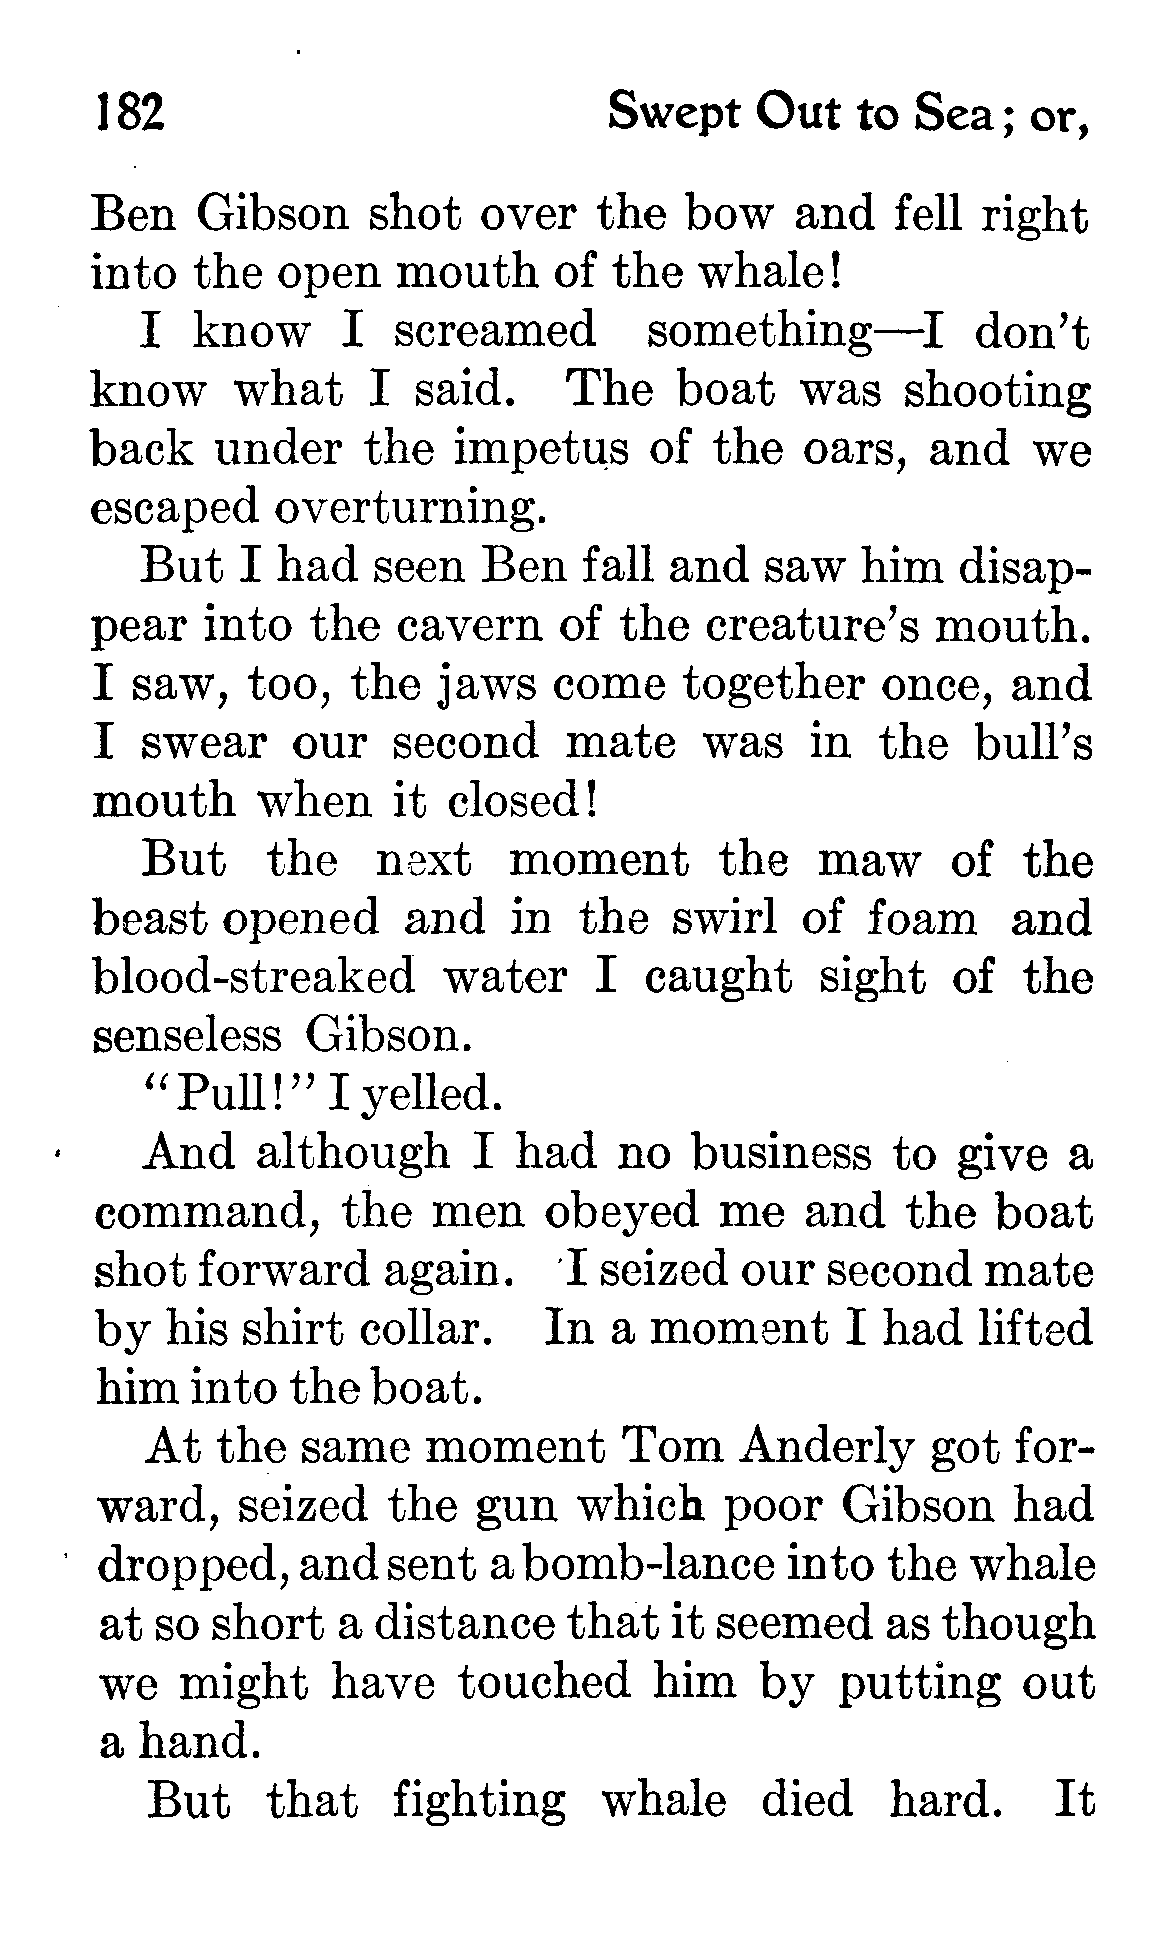 182 Swept Out to Sea; or,
Ben Gibson shot over the bow and fell right
into the open mouth of the whale!
I know I screamed something—I don't
know what I said. The boat was shooting
back under the impetus of the oars, and we
escaped overturning.
But I had seen Ben fall and saw him disap-
pear into the cavern of the creature's mouth.
I saw, too, the jaws come together once, and
I swear our second mate was in the bull's
mouth when it closed!
But the next moment the maw of the
beast opened and in the swirl of foam and
blood-streaked water I caught sight of the
senseless Gibson.
"Pull!" I yelled.
And although I had no business to give a
command, the men obeyed me and the boat
shot forward again. I seized our second mate
by his shirt collar. In a moment I had lifted
him into the boat.
At the same moment Tom Anderly got for-
ward, seized the gun which poor Gibson had
dropped, and sent a bomb-lance into the whale
at so short a distance that it seemed as though
we might have touched him by putting out
a hand.
But that fighting whale died hard. It